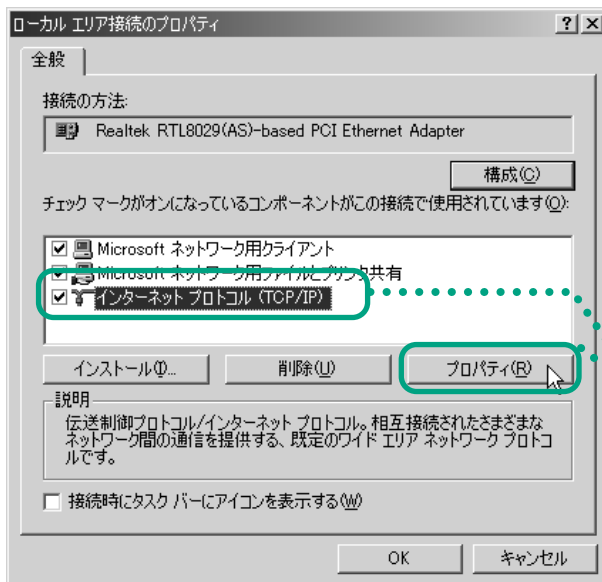 ローカル エリア接続のプロパティ
全般
接続の方法:
Realtek RTL8029(AS)-based PCI Ethernet Adapter
構成(C)
チェック マークがオンになっているコンポーネントがこの接続で使用されています(O):
Microsoft ネットワーク用クライアント
Microsoft ネットワーク用ファイルとプリンタ共有
インターネット プロトコル (TCP/IP)
インストール(I)... 削除(U) プロパティ(R)
説明
伝送制御プロトコル/インターネット プロトコル。相互接続されたさまざまな
ネットワーク間の通信を提供する、既定のワイド エリア ネットワーク プロトコ
ルです。
接続時にタスク バーにアイコンを表示する(W)
OK キャンセル